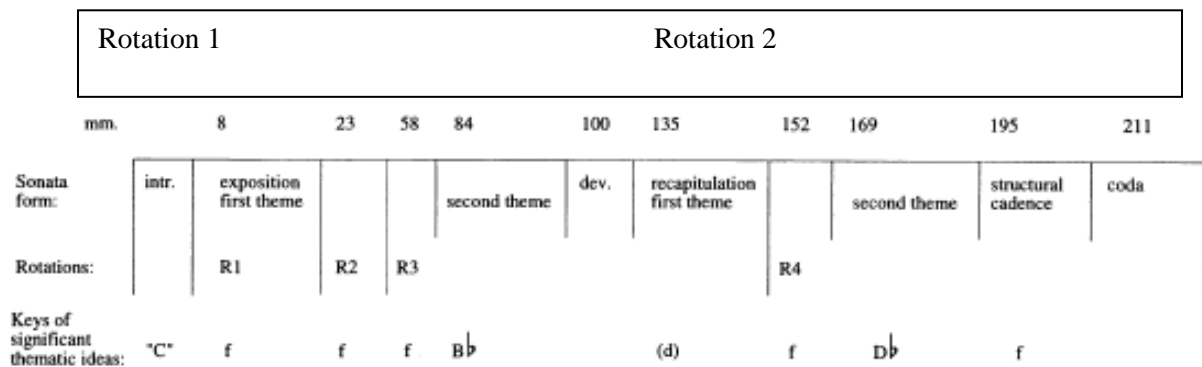 Rotation 1 Rotation 2
mm. 8 23 58 84 100 135 152 169 195 211
Sonata form: intr. exposition first theme second theme dev. recapitulation first theme second theme structural cadence coda
Rotations: R1 R2 R3 R4
Keys of significant thematic ideas: "C" f f f B♭ (d) f D♭ f